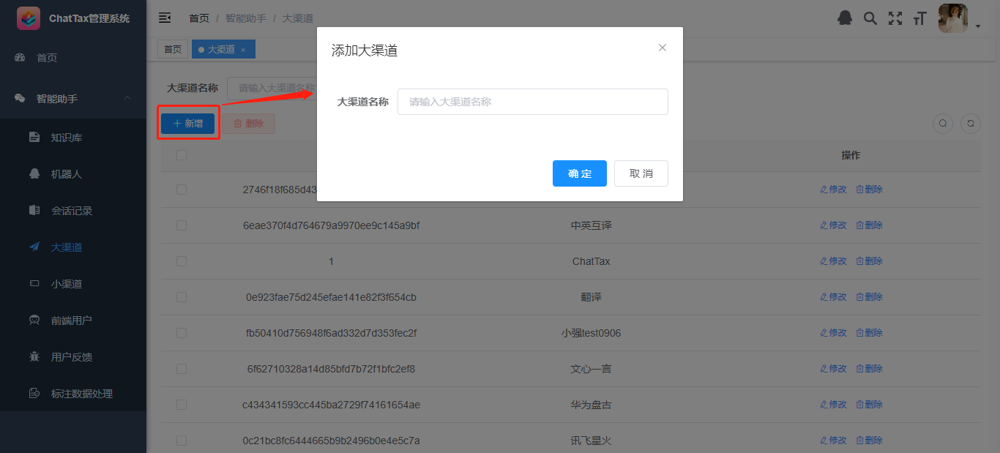 ChatTax管理系统
首页 / 智能助手 / 大渠道
首页
大渠道 ×
首页
智能助手
知识库
机器人
会话记录
大渠道
小渠道
前端用户
用户反馈
标注数据处理
大渠道名称 请输入大渠道名称
+ 新增 删除
添加大渠道
大渠道名称 请输入大渠道名称
确 定 取 消
操作
2746f18f685d43 修改 删除
6eae370f4d764679a9970ee9c145a9bf 中英互译 修改 删除
1 ChatTax 修改 删除
0e923fae75d245efae141e82f3f654cb 翻译 修改 删除
fb50410d756948f6ad332d7d353fec2f 小强test0906 修改 删除
6f62710328a14d85bfd7b72f1bfc2ef8 文心一言 修改 删除
c434341593cc445ba2729f74161654ae 华为盘古 修改 删除
0c21bc8fc6444665b9b2496b0e4e5c7a 讯飞星火 修改 删除